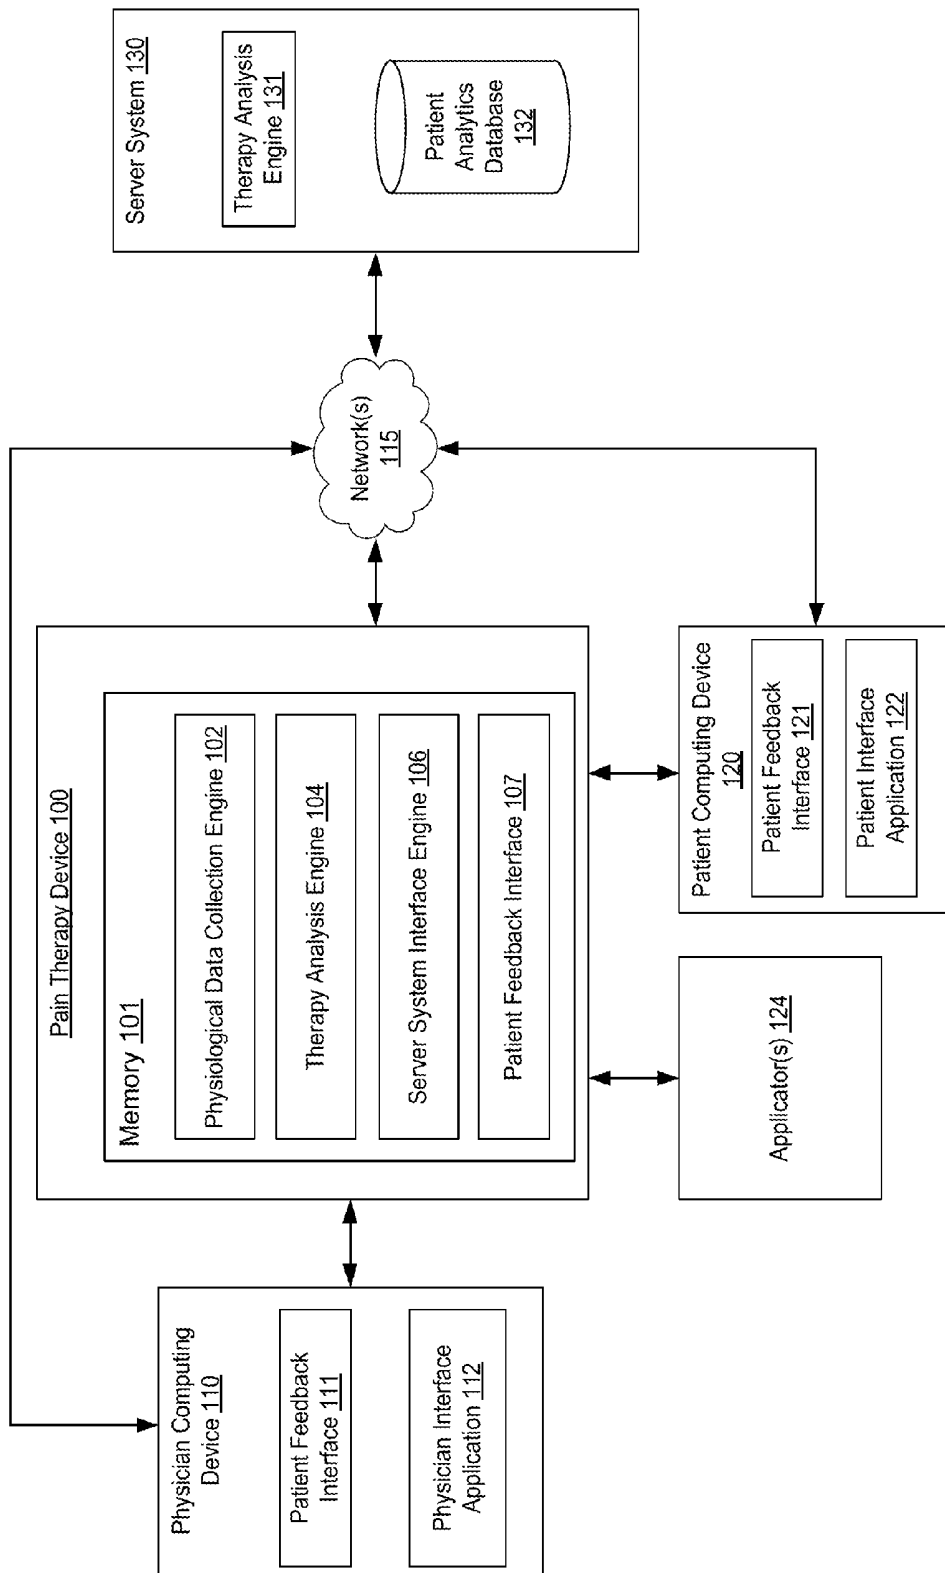 Physician Computing
Device 110
Patient Feedback
Interface 111
Physician Interface
Application 112
Pain Therapy Device 100
Memory 101
Physiological Data Collection Engine 102
Therapy Analysis Engine 104
Server System Interface Engine 106
Patient Feedback Interface 107
Applicator(s) 124
Patient Computing Device
120
Patient Feedback
Interface 121
Patient Interface
Application 122
Network(s)
115
Server System 130
Therapy Analysis
Engine 131
Patient
Analytics
Database
132